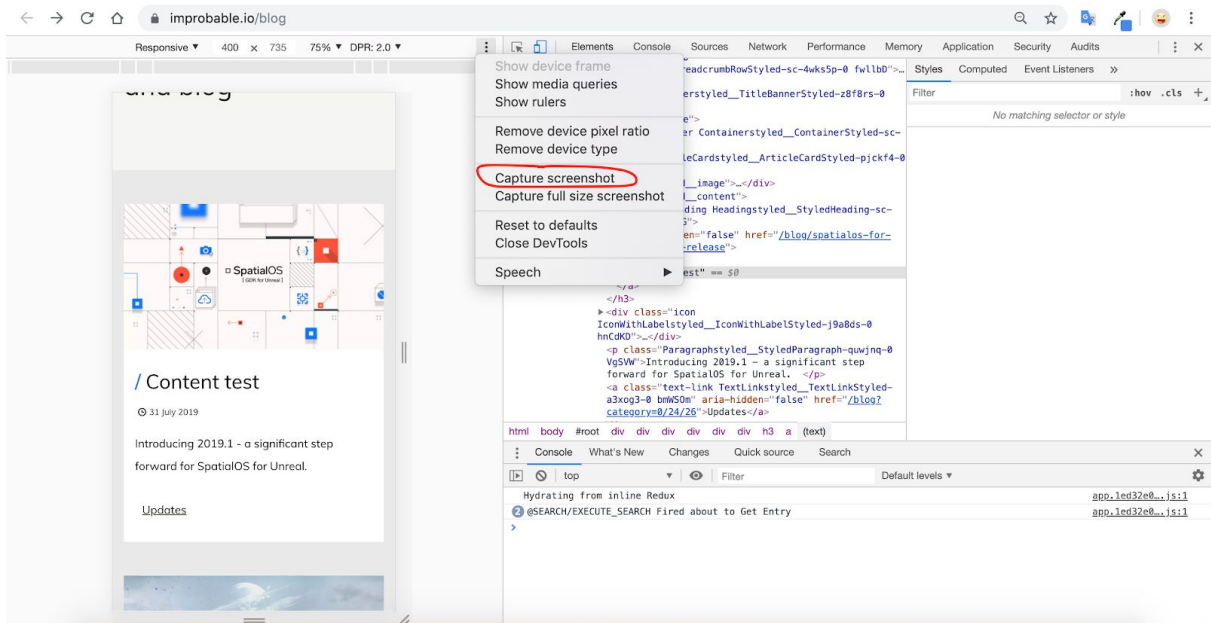 improbable.io/blog
Responsive ▼ 400 x 735 75% ▼ DPR: 2.0 ▼
and blog
SpatialOS
[ GDK for Unreal ]
/ Content test
31 July 2019
Introducing 2019.1 - a significant step
forward for SpatialOS for Unreal.
Updates
Show device frame
Show media queries
Show rulers
Remove device pixel ratio
Remove device type
Capture screenshot
Capture full size screenshot
Reset to defaults
Close DevTools
Speech
Elements Console Sources Network Performance Memory Application Security Audits
readcrumbRowStyled-sc-4wks5p-0 fwllbD">…
erstyled__TitleBannerStyled-z8f8rs-0
e">
er Containerstyled__ContainerStyled-sc-
leCardstyled__ArticleCardStyled-pjckf4-0
__image">…</div>
__content">
ding Headingstyled__StyledHeading-sc-
">
en="false" href="/blog/spatialos-for-
-release">
est" == $0
</a>
</h3>
▶<div class="icon
IconWithLabelstyled__IconWithLabelStyled-j9a8ds-0
hnCdKD">…</div>
<p class="Paragraphstyled__StyledParagraph-quwjnq-0
VgSVW">Introducing 2019.1 – a significant step
forward for SpatialOS for Unreal. </p>
<a class="text-link TextLinkstyled__TextLinkStyled-
a3xog3-0 bmWSOm" aria-hidden="false" href="/blog?
category=0/24/26">Updates</a>
html body #root div div div div div div h3 a (text)
Styles Computed Event Listeners »
Filter :hov .cls +
No matching selector or style
Console What's New Changes Quick source Search
top ▼ Filter Default levels ▼
Hydrating from inline Redux app.1ed32e0….js:1
2 @SEARCH/EXECUTE_SEARCH Fired about to Get Entry app.1ed32e0….js:1